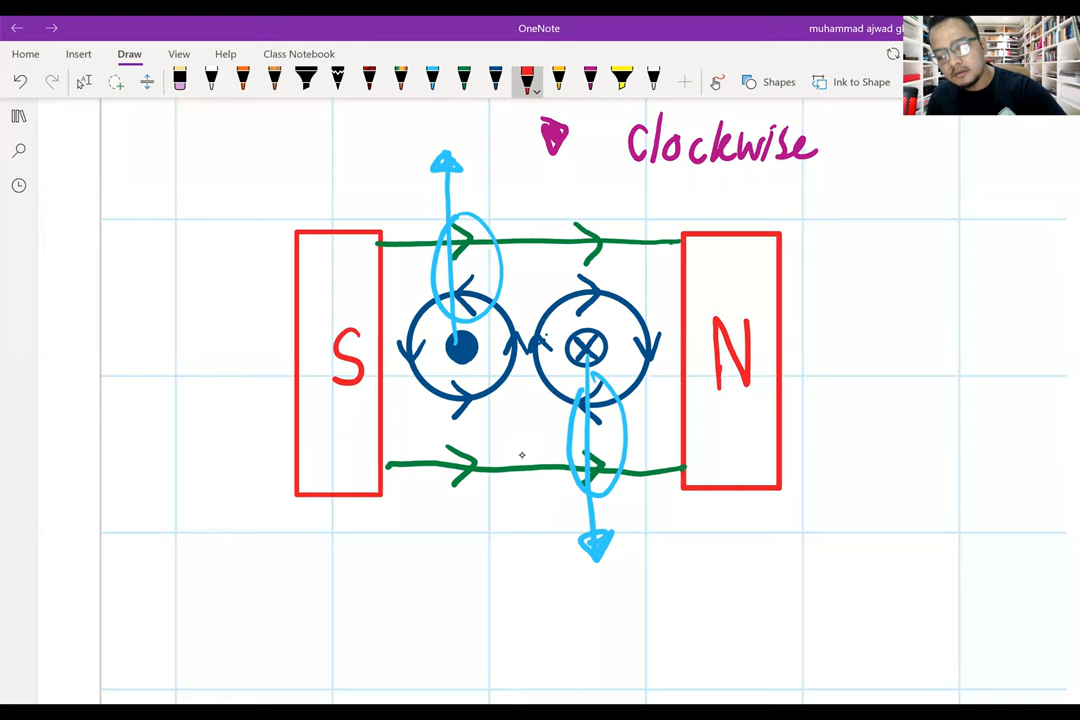 OneNote
muhammad ajwad g
Home Insert Draw View Help Class Notebook
Shapes Ink to Shape
Clockwise
S N